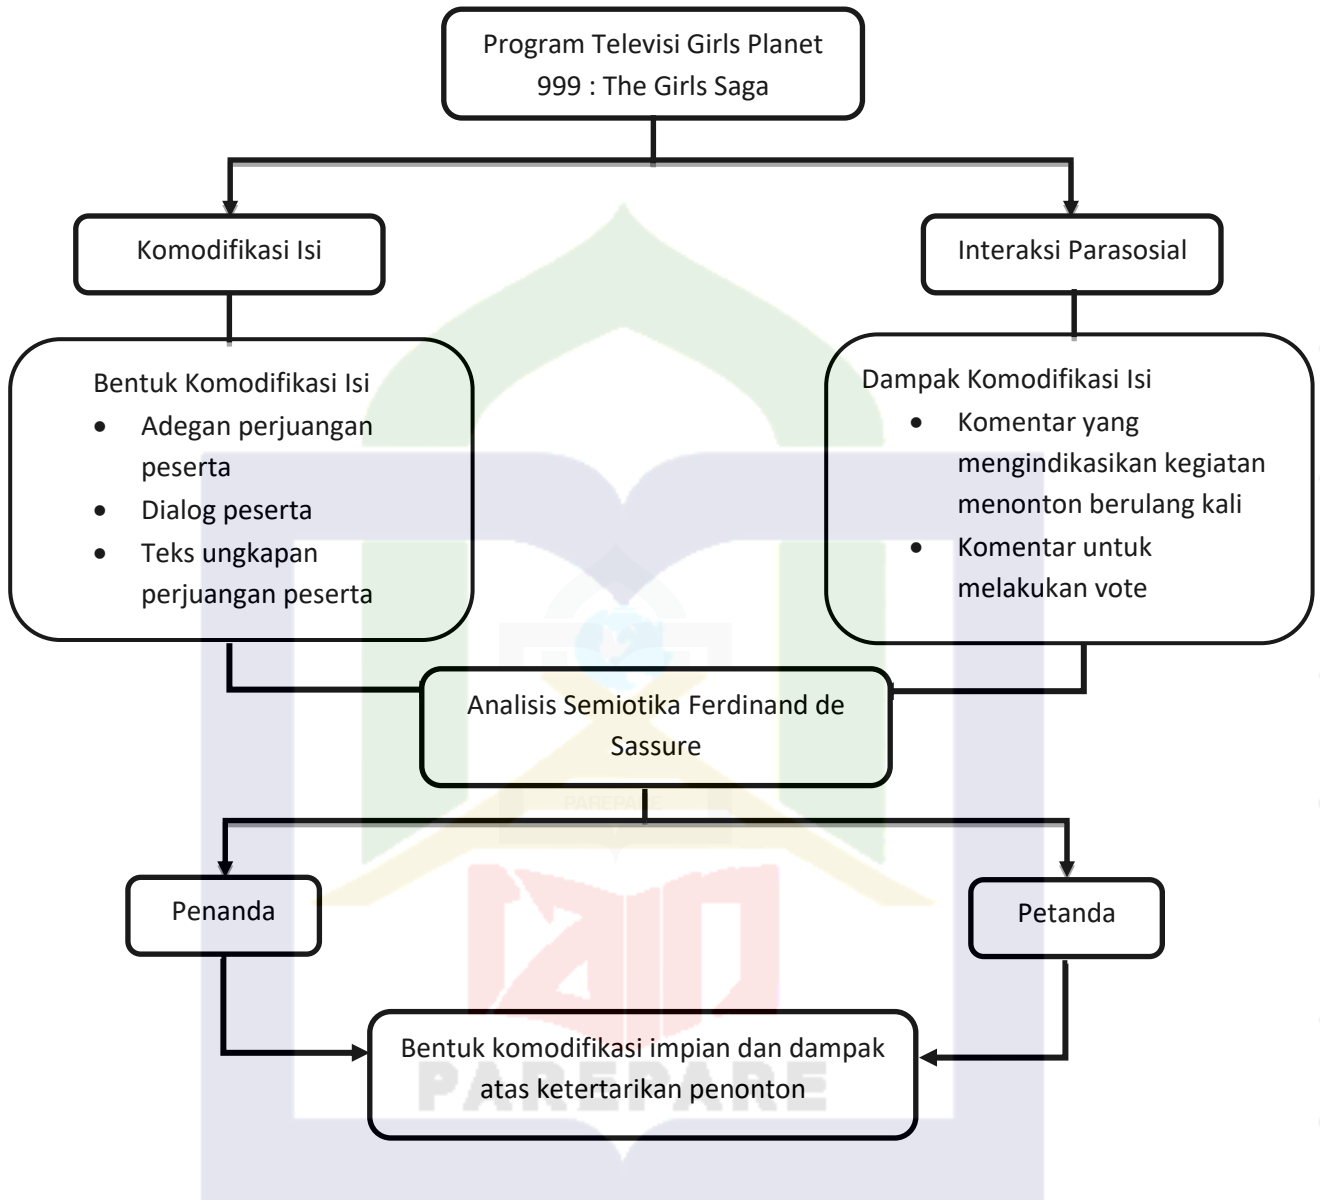 Program Televisi Girls Planet
999 : The Girls Saga
Komodifikasi Isi
Interaksi Parasosial
Bentuk Komodifikasi Isi
• Adegan perjuangan
peserta
• Dialog peserta
• Teks ungkapan
perjuangan peserta
Dampak Komodifikasi Isi
• Komentar yang
mengindikasikan kegiatan
menonton berulang kali
• Komentar untuk
melakukan vote
Analisis Semiotika Ferdinand de
Sassure
PAREPARE
Penanda
Petanda
Bentuk komodifikasi impian dan dampak
atas ketertarikan penonton
PAREPARE